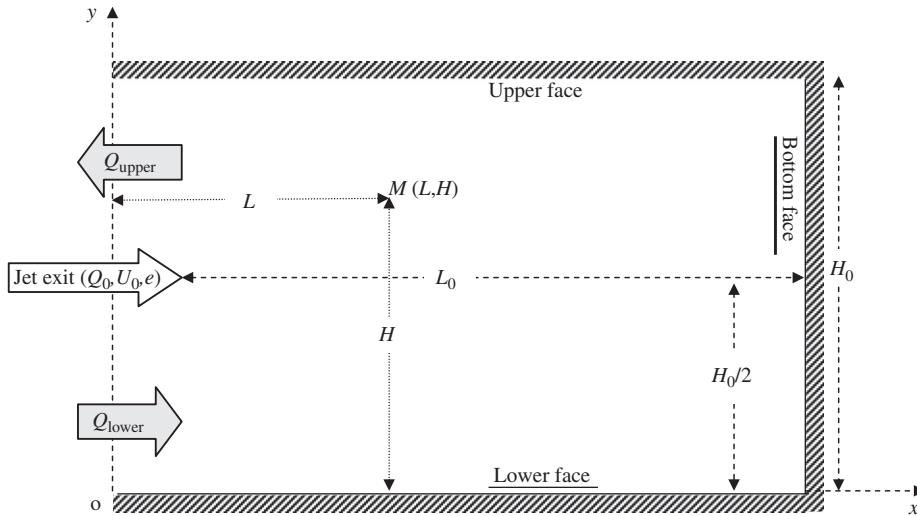 y
Upper face
Q_upper
Bottom face
M (L,H)
L
Jet exit (Q_0, U_0, e)
L_0
H_0
H
H_0/2
Q_lower
Lower face
o
x